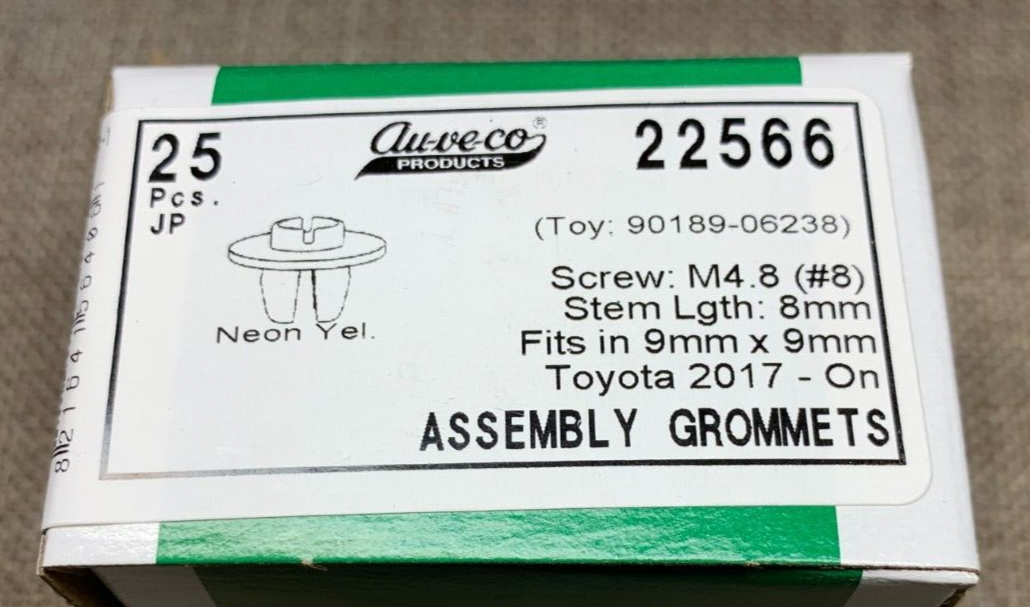 25
Pcs.
JP
Au-ve-co®
PRODUCTS
22566
(Toy: 90189-06238)
Screw: M4.8 (#8)
Stem Lgth: 8mm
Fits in 9mm x 9mm
Toyota 2017 - On
Neon Yel.
ASSEMBLY GROMMETS